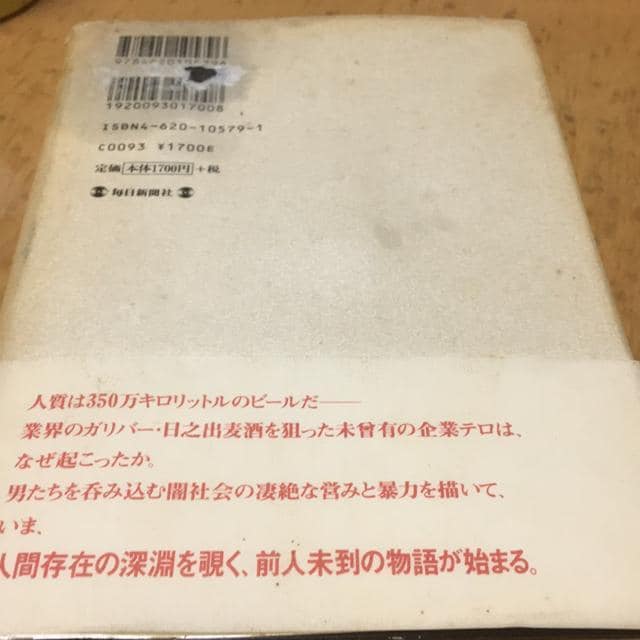 1920093017008
ISBN4-620-10579-1
C0093 ¥1700E
定価 本体1700円 +税
毎日新聞社
人質は350万キロリットルのビールだ――
業界のガリバー・日之出麦酒を狙った未曾有の企業テロは、
なぜ起こったか。
男たちを呑み込む闇社会の凄絶な営みと暴力を描いて、
いま、
人間存在の深淵を覗く、前人未到の物語が始まる。